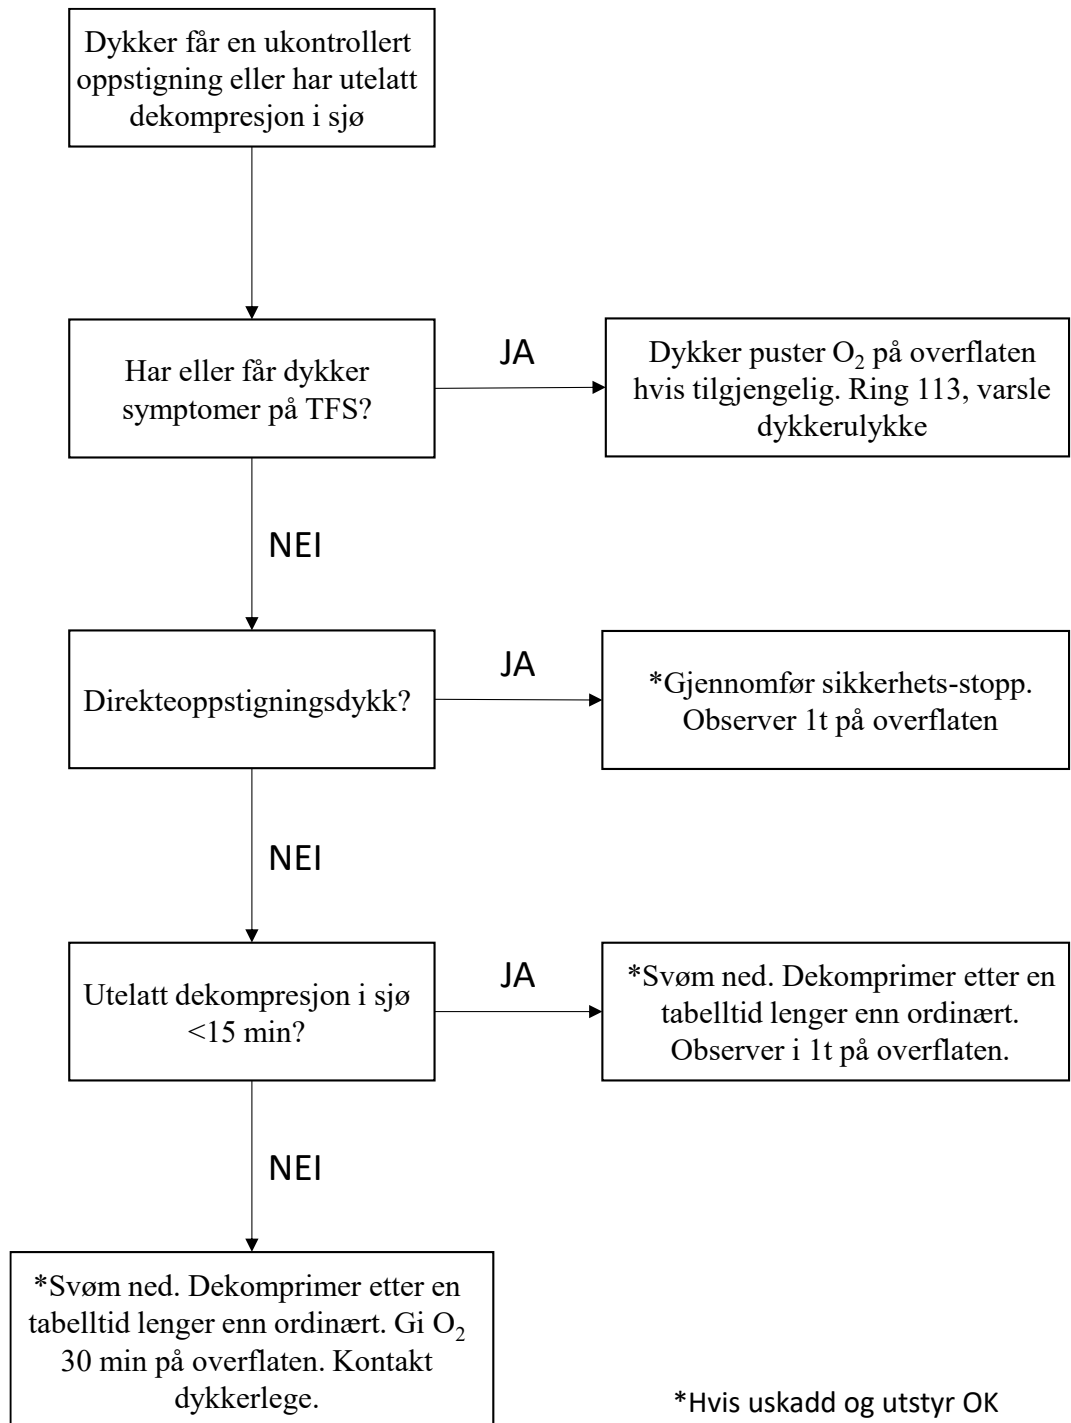 Dykker får en ukontrollert
oppstigning eller har utelatt
dekompresjon i sjø
Har eller får dykker
symptomer på TFS?
JA
Dykker puster O₂ på overflaten
hvis tilgjengelig. Ring 113, varsle
dykkerulykke
NEI
Direkteoppstigningsdykk?
JA
*Gjennomfør sikkerhets-stopp.
Observer 1t på overflaten
NEI
Utelatt dekompresjon i sjø
<15 min?
JA
*Svøm ned. Dekomprimer etter en
tabelltid lenger enn ordinært.
Observer i 1t på overflaten.
NEI
*Svøm ned. Dekomprimer etter en
tabelltid lenger enn ordinært. Gi O₂
30 min på overflaten. Kontakt
dykkerlege.
*Hvis uskadd og utstyr OK